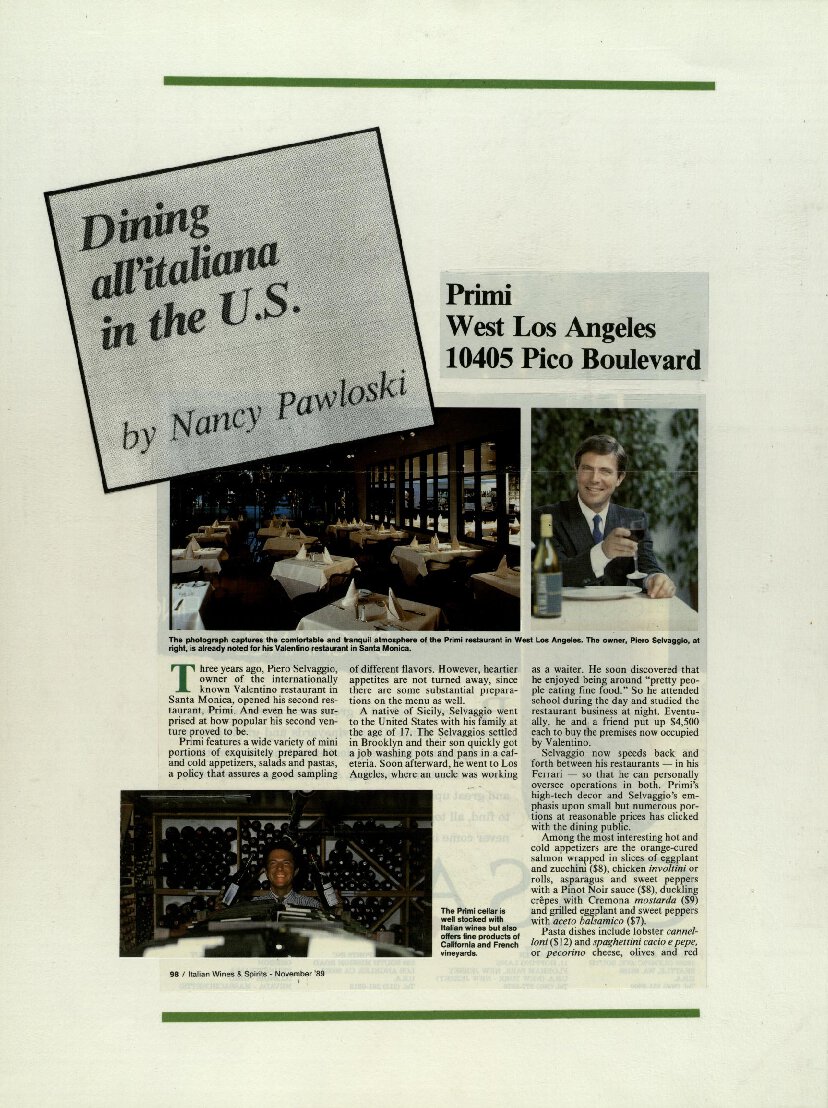 Dining
all'italiana
in the U.S.
by Nancy Pawloski
Primi
West Los Angeles
10405 Pico Boulevard
The photograph captures the comfortable and tranquil atmosphere of the Primi restaurant in West Los Angeles. The owner, Piero Selvaggio, at
right, is already noted for his Valentino restaurant in Santa Monica.
Three years ago, Piero Selvaggio,
owner of the internationally
known Valentino restaurant in
Santa Monica, opened his second res-
taurant, Primi. And even he was sur-
prised at how popular his second ven-
ture proved to be.
Primi features a wide variety of mini
portions of exquisitely prepared hot
and cold appetizers, salads and pastas,
a policy that assures a good sampling
of different flavors. However, heartier
appetites are not turned away, since
there are some substantial prepara-
tions on the menu as well.
A native of Sicily, Selvaggio went
to the United States with his family at
the age of 17. The Selvaggios settled
in Brooklyn and their son quickly got
a job washing pots and pans in a caf-
eteria. Soon afterward, he went to Los
Angeles, where an uncle was working
as a waiter. He soon discovered that
he enjoyed being around "pretty peo-
ple eating fine food." So he attended
school during the day and studied the
restaurant business at night. Eventu-
ally, he and a friend put up $4,500
each to buy the premises now occupied
by Valentino.
Selvaggio now speeds back and
forth between his restaurants — in his
Ferrari — so that he can personally
oversee operations in both. Primi's
high-tech decor and Selvaggio's em-
phasis upon small but numerous por-
tions at reasonable prices has clicked
with the dining public.
Among the most interesting hot and
cold appetizers are the orange-cured
salmon wrapped in slices of eggplant
and zucchini ($8), chicken involtini or
rolls, asparagus and sweet peppers
with a Pinot Noir sauce ($8), duckling
crêpes with Cremona mostarda ($9)
and grilled eggplant and sweet peppers
with aceto balsamico ($7).
Pasta dishes include lobster cannel-
loni ($12) and spaghettini cacio e pepe,
or pecorino cheese, olives and red
The Primi cellar is
well stocked with
Italian wines but also
offers fine products of
California and French
vineyards.
98 / Italian Wines & Spirits - November '89